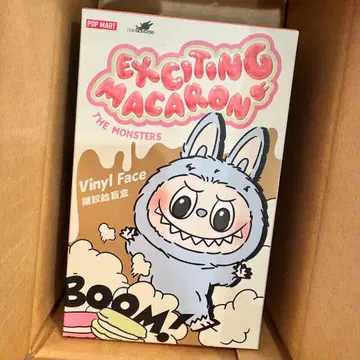 POP MART
THE MONSTERS
EXCITING
MACARON
THE MONSTERS
Vinyl Face
搪胶脸盲盒
BOOM!